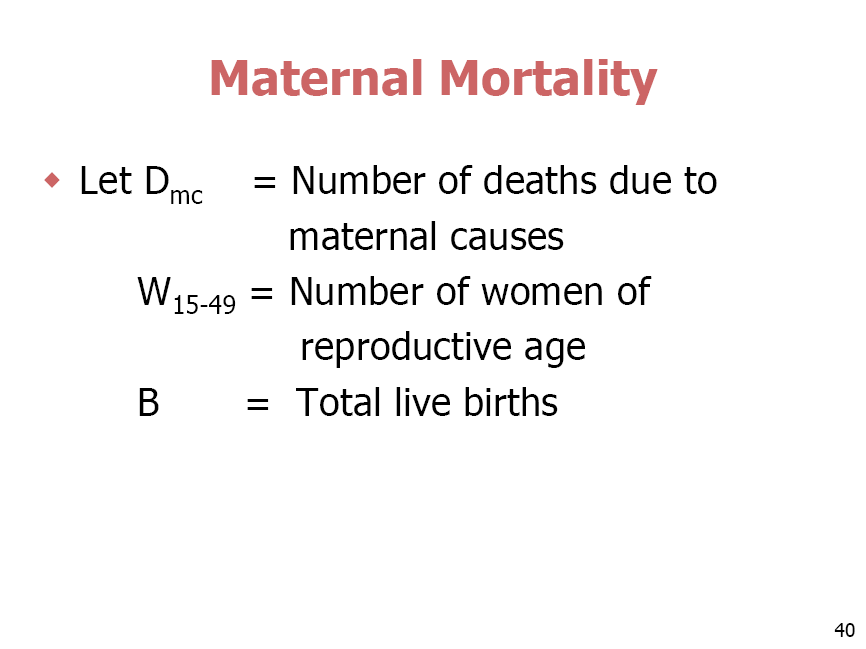 Maternal Mortality
Let Dmc = Number of deaths due to
maternal causes
W15-49 = Number of women of
reproductive age
B = Total live births
40